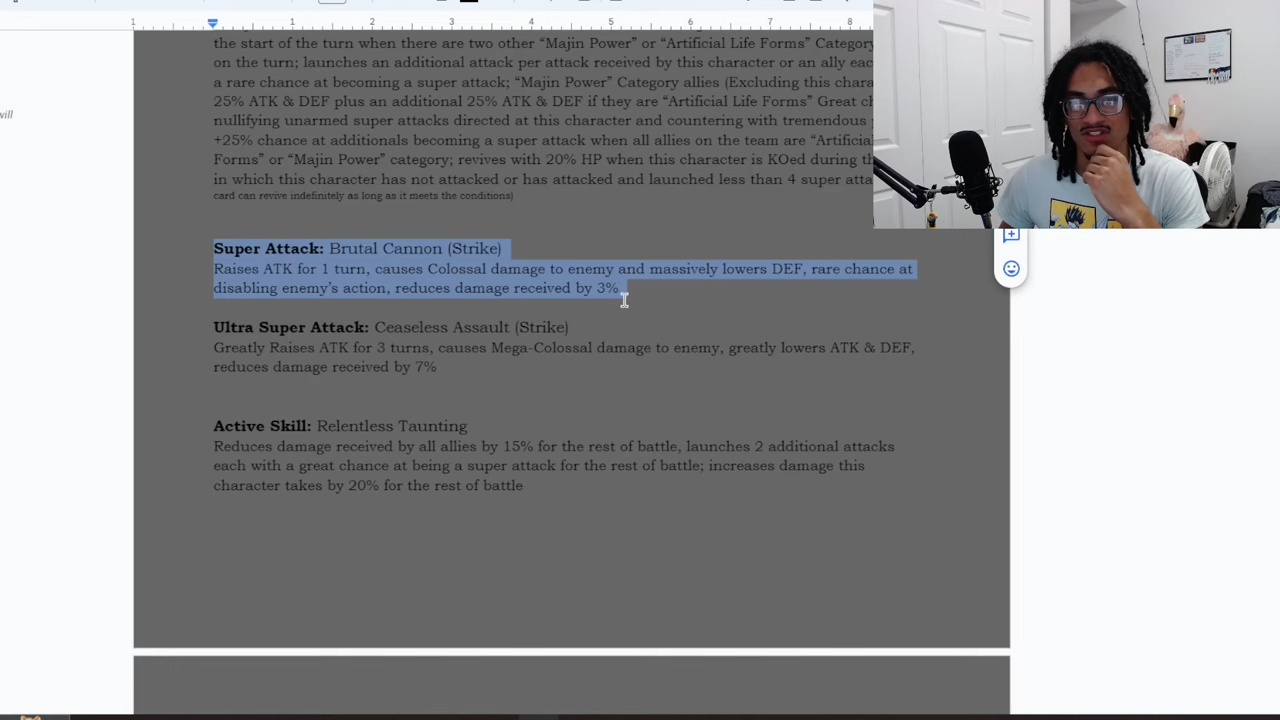 1 1 2 3 4 5 6 7 8
will
the start of the turn when there are two other “Majin Power” or “Artificial Life Forms” Category
on the turn; launches an additional attack per attack received by this character or an ally
a rare chance at becoming a super attack; “Majin Power” Category allies (Excluding this
25% ATK & DEF plus an additional 25% ATK & DEF if they are “Artificial Life Forms” Great
nullifying unarmed super attacks directed at this character and countering with tremendous
+25% chance at additionals becoming a super attack when all allies on the team are “Artificial
Forms” or “Majin Power” category; revives with 20% HP when this character is KOed during
in which this character has not attacked or has attacked and launched less than 4 super
card can revive indefinitely as long as it meets the conditions)
Super Attack: Brutal Cannon (Strike)
Raises ATK for 1 turn, causes Colossal damage to enemy and massively lowers DEF, rare chance at
disabling enemy’s action, reduces damage received by 3%
Ultra Super Attack: Ceaseless Assault (Strike)
Greatly Raises ATK for 3 turns, causes Mega-Colossal damage to enemy, greatly lowers ATK & DEF,
reduces damage received by 7%
Active Skill: Relentless Taunting
Reduces damage received by all allies by 15% for the rest of battle, launches 2 additional attacks
each with a great chance at being a super attack for the rest of battle; increases damage this
character takes by 20% for the rest of battle